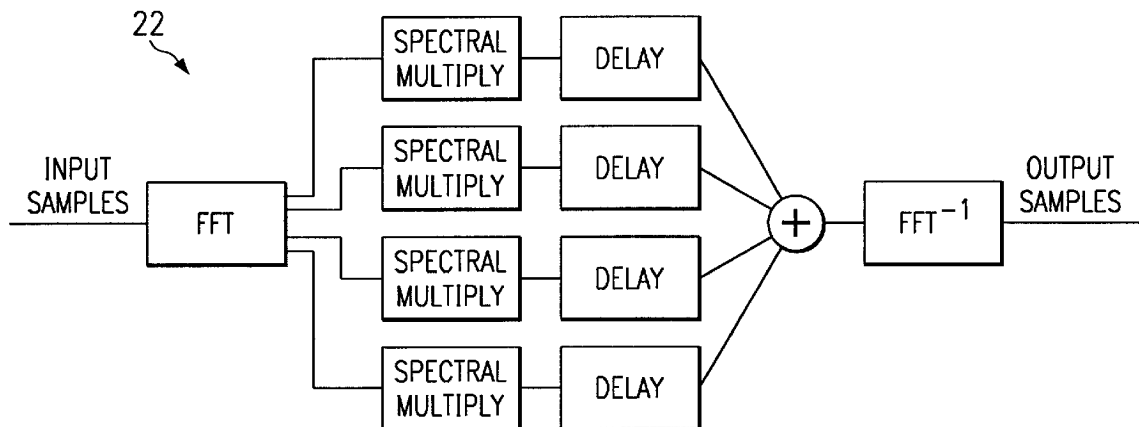 22
SPECTRAL
MULTIPLY
DELAY
SPECTRAL
MULTIPLY
DELAY
INPUT
SAMPLES
FFT
+
FFT⁻¹
OUTPUT
SAMPLES
SPECTRAL
MULTIPLY
DELAY
SPECTRAL
MULTIPLY
DELAY